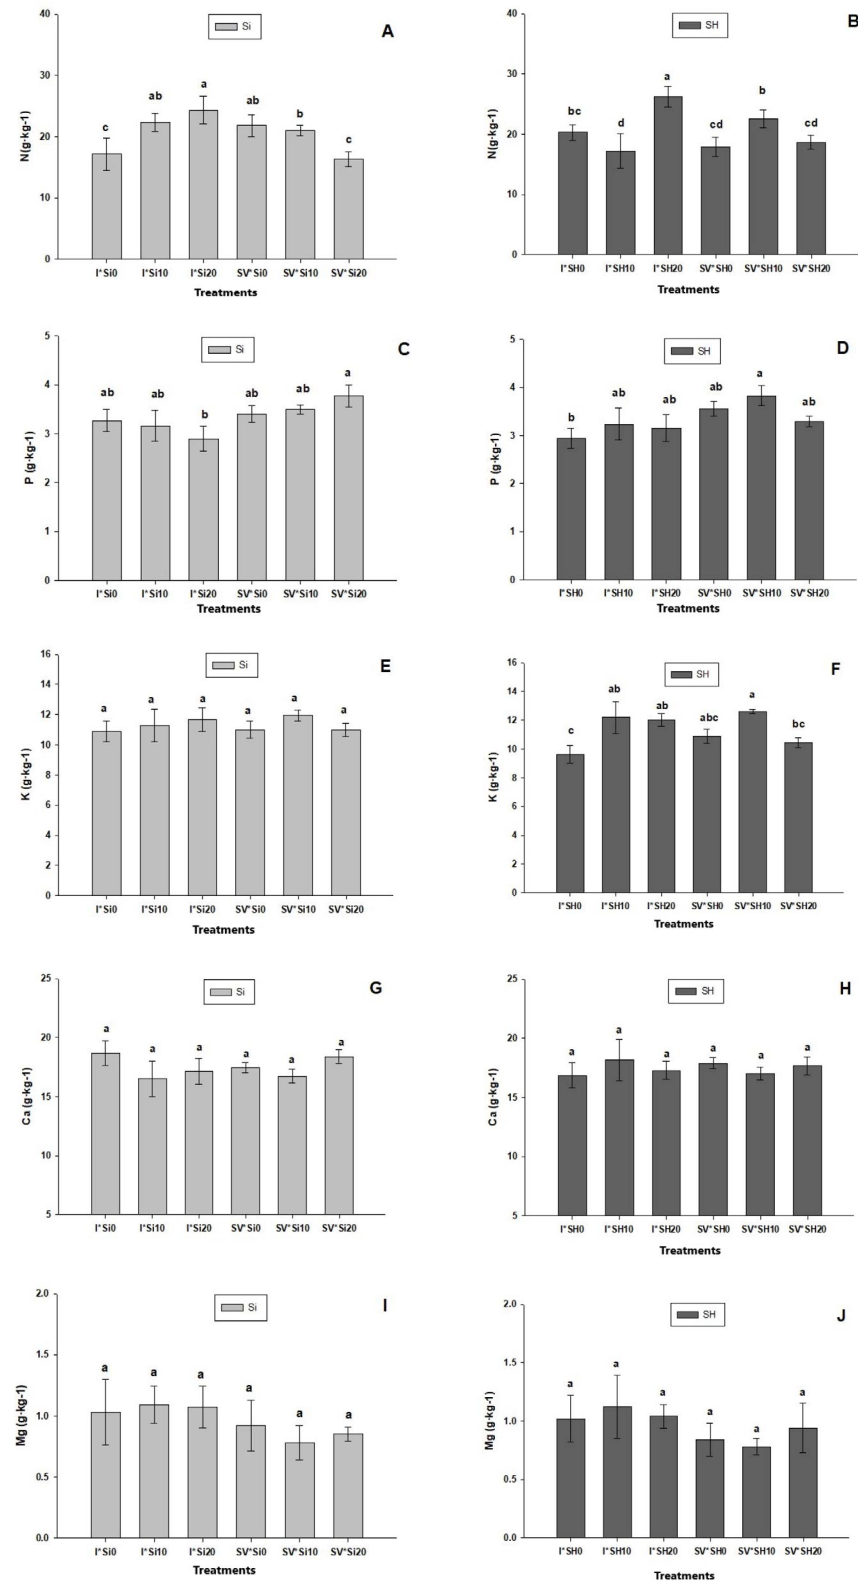 A
Si
N(g·kg-1)
40
30
20
10
0
c
ab
a
ab
b
c
I*Si0 I*Si10 I*Si20 SV*Si0 SV*Si10 SV*Si20
Treatments
B
SH
N(g·kg-1)
40
30
20
10
0
bc
d
a
cd
b
cd
I*SH0 I*SH10 I*SH20 SV*SH0 SV*SH10 SV*SH20
Treatments
C
Si
P (g·kg-1)
5
4
3
2
1
0
ab
ab
b
ab
ab
a
I*Si0 I*Si10 I*Si20 SV*Si0 SV*Si10 SV*Si20
Treatments
D
SH
P (g·kg-1)
5
4
3
2
1
0
b
ab
ab
ab
a
ab
I*SH0 I*SH10 I*SH20 SV*SH0 SV*SH10 SV*SH20
Treatments
E
Si
K (g·kg-1)
16
14
12
10
8
6
4
2
0
a
a
a
a
a
a
I*Si0 I*Si10 I*Si20 SV*Si0 SV*Si10 SV*Si20
Treatments
F
SH
K (g·kg-1)
16
14
12
10
8
6
4
2
0
c
ab
ab
abc
a
bc
I*SH0 I*SH10 I*SH20 SV*SH0 SV*SH10 SV*SH20
Treatments
G
Si
Ca (g·kg-1)
25
20
15
10
5
a
a
a
a
a
a
I*Si0 I*Si10 I*Si20 SV*Si0 SV*Si10 SV*Si20
H
SH
Ca (g·kg-1)
25
20
15
10
5
a
a
a
a
a
a
I*SH0 I*SH10 I*SH20 SV*SH0 SV*SH10 SV*SH20
Treatments
I
Si
Mg (g·kg-1)
2.0
1.5
1.0
0.5
0.0
a
a
a
a
a
a
I*Si0 I*Si10 I*Si20 SV*Si0 SV*Si10 SV*Si20
Treatments
J
SH
Mg (g·kg-1)
2.0
1.5
1.0
0.5
0.0
a
a
a
a
a
a
I*SH0 I*SH10 I*SH20 SV*SH0 SV*SH10 SV*SH20
Treatments